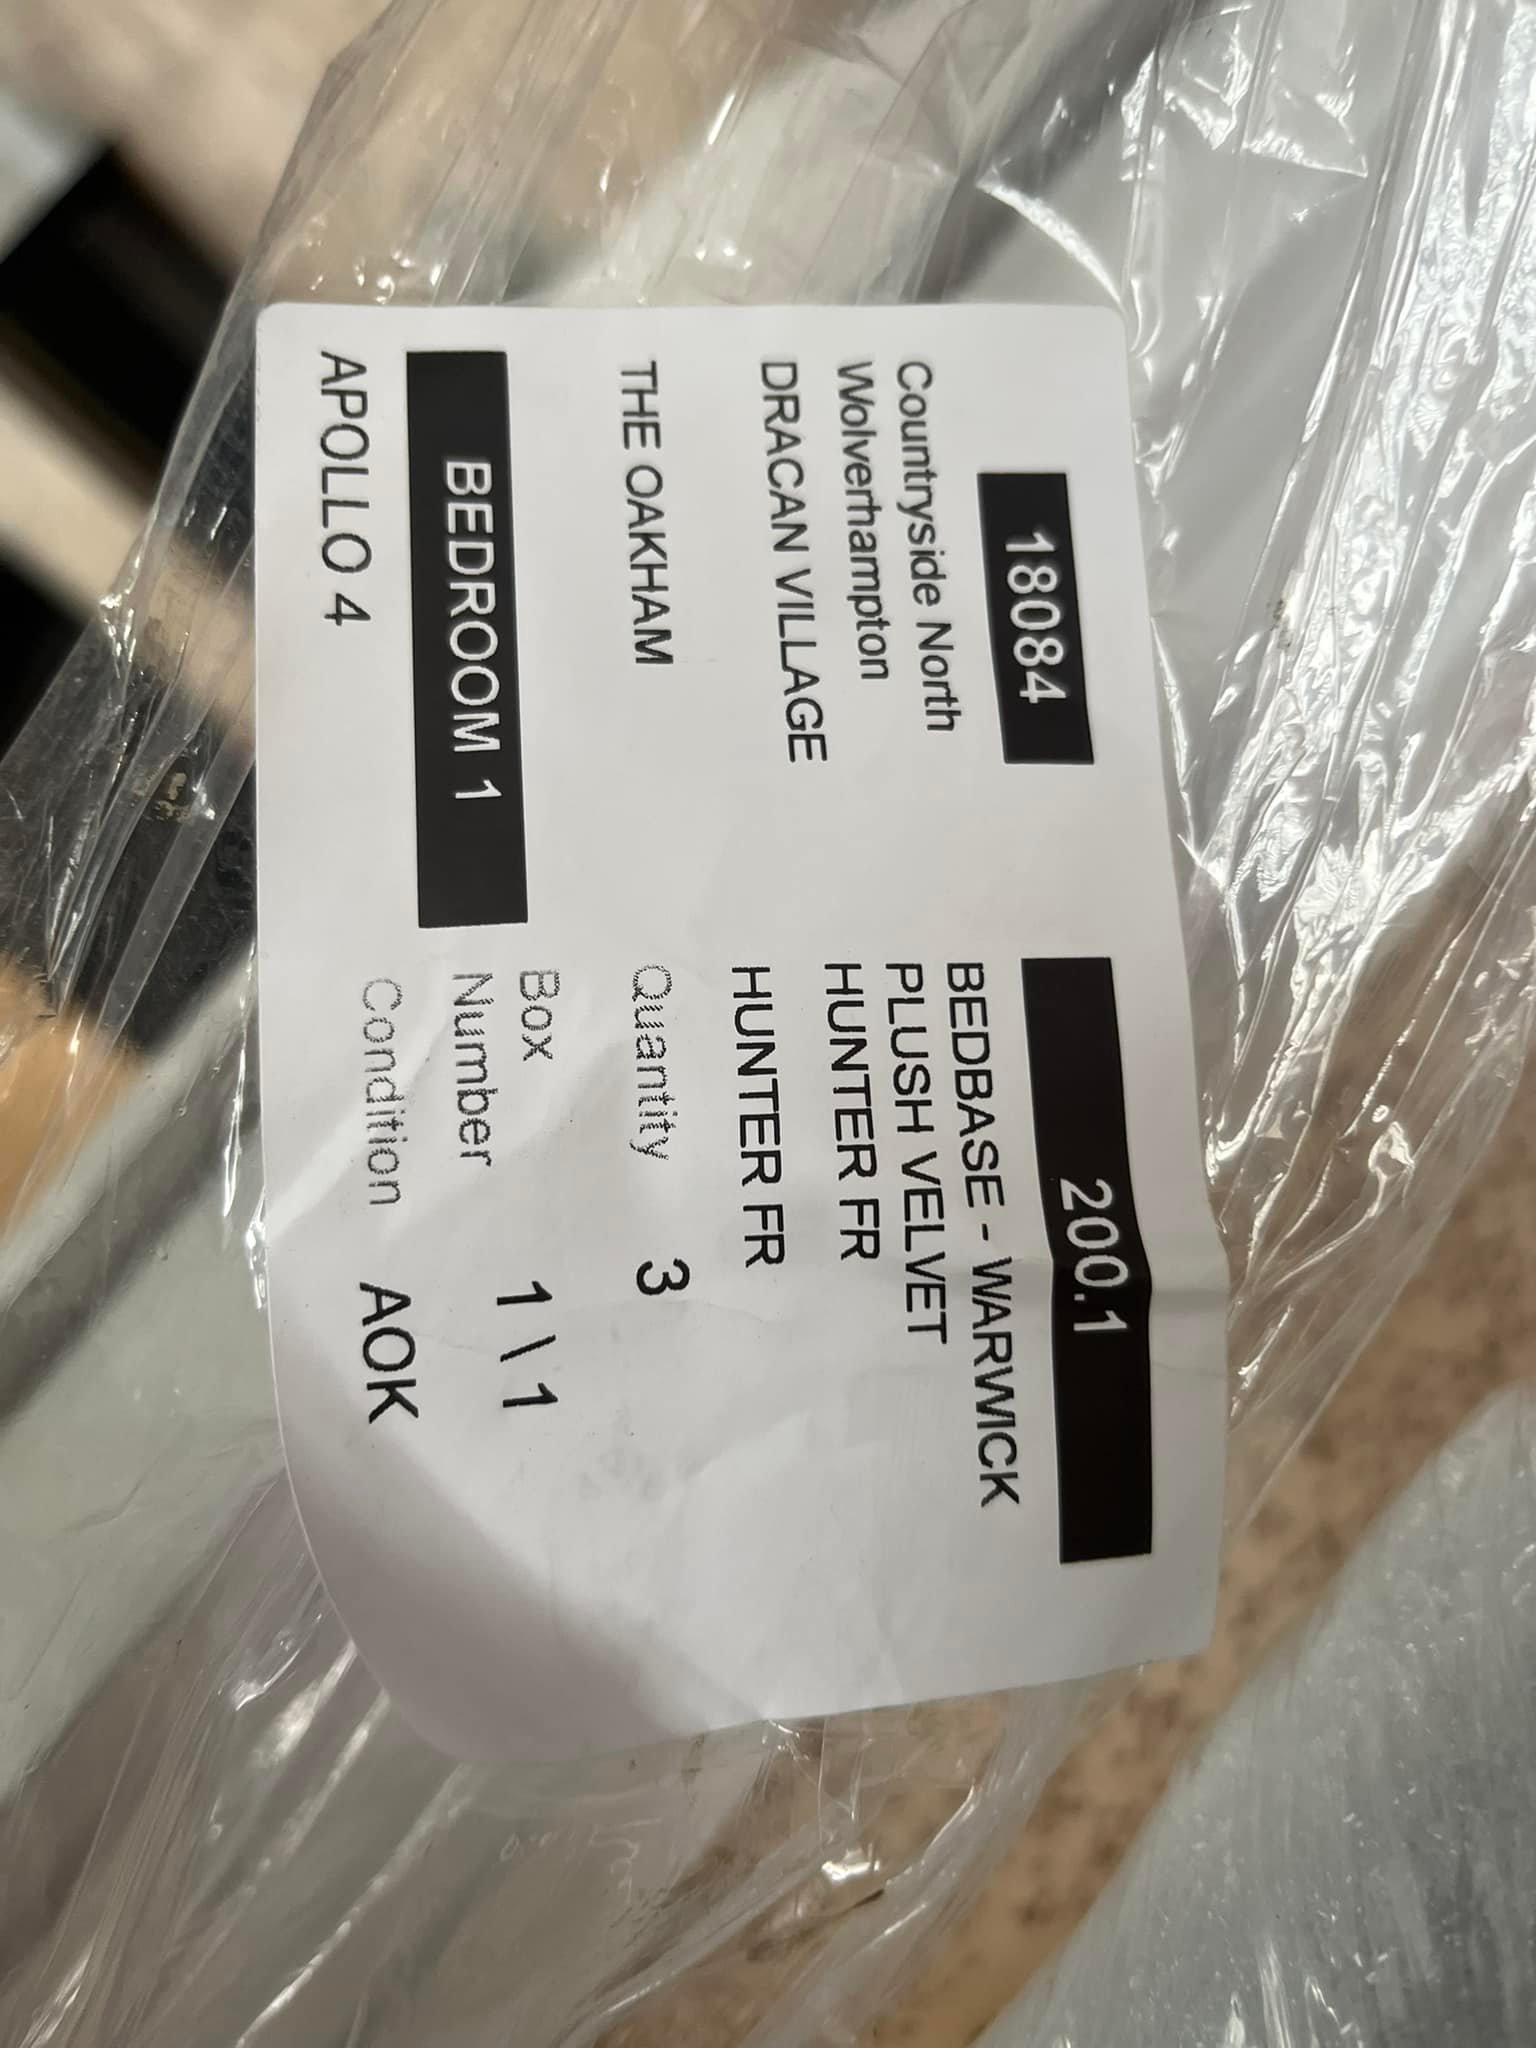 18084
Countryside North
Wolverhampton
DRACAN VILLAGE
THE OAKHAM
BEDROOM 1
APOLLO 4
200.1
BEDBASE - WARWICK
PLUSH VELVET
HUNTER FR
HUNTER FR
Quantity 3
Box
Number 1 \ 1
Condition AOK